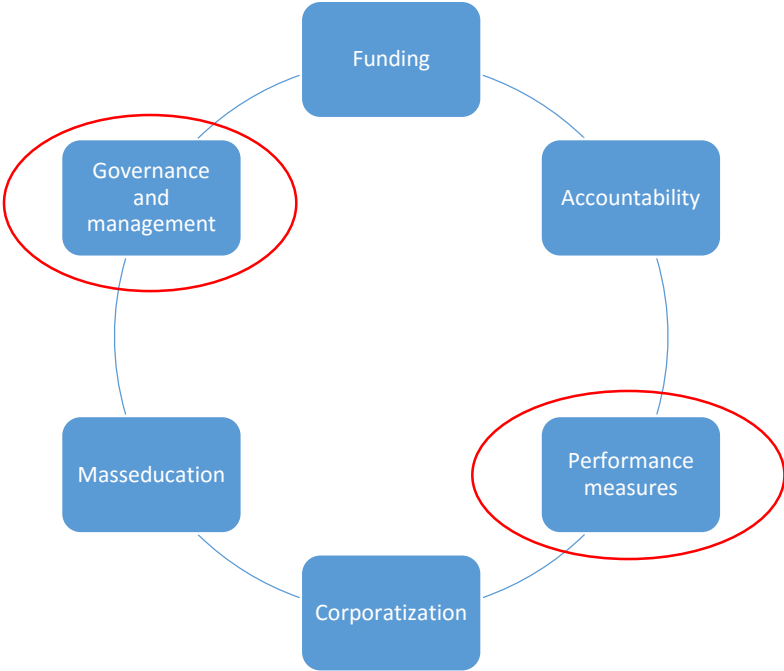 Funding
Governance
and
management
Accountability
Masseducation
Performance
measures
Corporatization